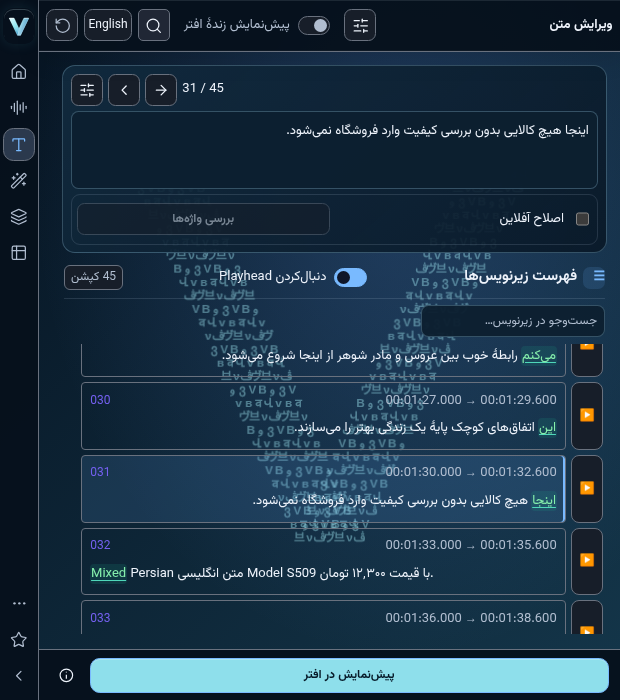 ویرایش متن
پیش‌نمایش زندهٔ افتر
English
31 / 45
اینجا هیچ کالایی بدون بررسی کیفیت وارد فروشگاه نمی‌شود.
اصلاح آفلاین
بررسی واژه‌ها
فهرست زیرنویس‌ها
دنبال‌کردن Playhead
45 کپشن
جست‌وجو در زیرنویس...
می‌کنم رابطهٔ خوب بین عروس و مادر شوهر از اینجا شروع می‌شود.
030
00:01:27.000 → 00:01:29.600
این اتفاق‌های کوچک پایهٔ یک زندگی بهتر را می‌سازند.
031
00:01:30.000 → 00:01:32.600
اینجا هیچ کالایی بدون بررسی کیفیت وارد فروشگاه نمی‌شود.
032
00:01:33.000 → 00:01:35.600
Mixed Persian متن انگلیسی Model S509 با قیمت ۱۲,۳۰۰ تومان.
033
00:01:36.000 → 00:01:38.600
پیش‌نمایش در افتر